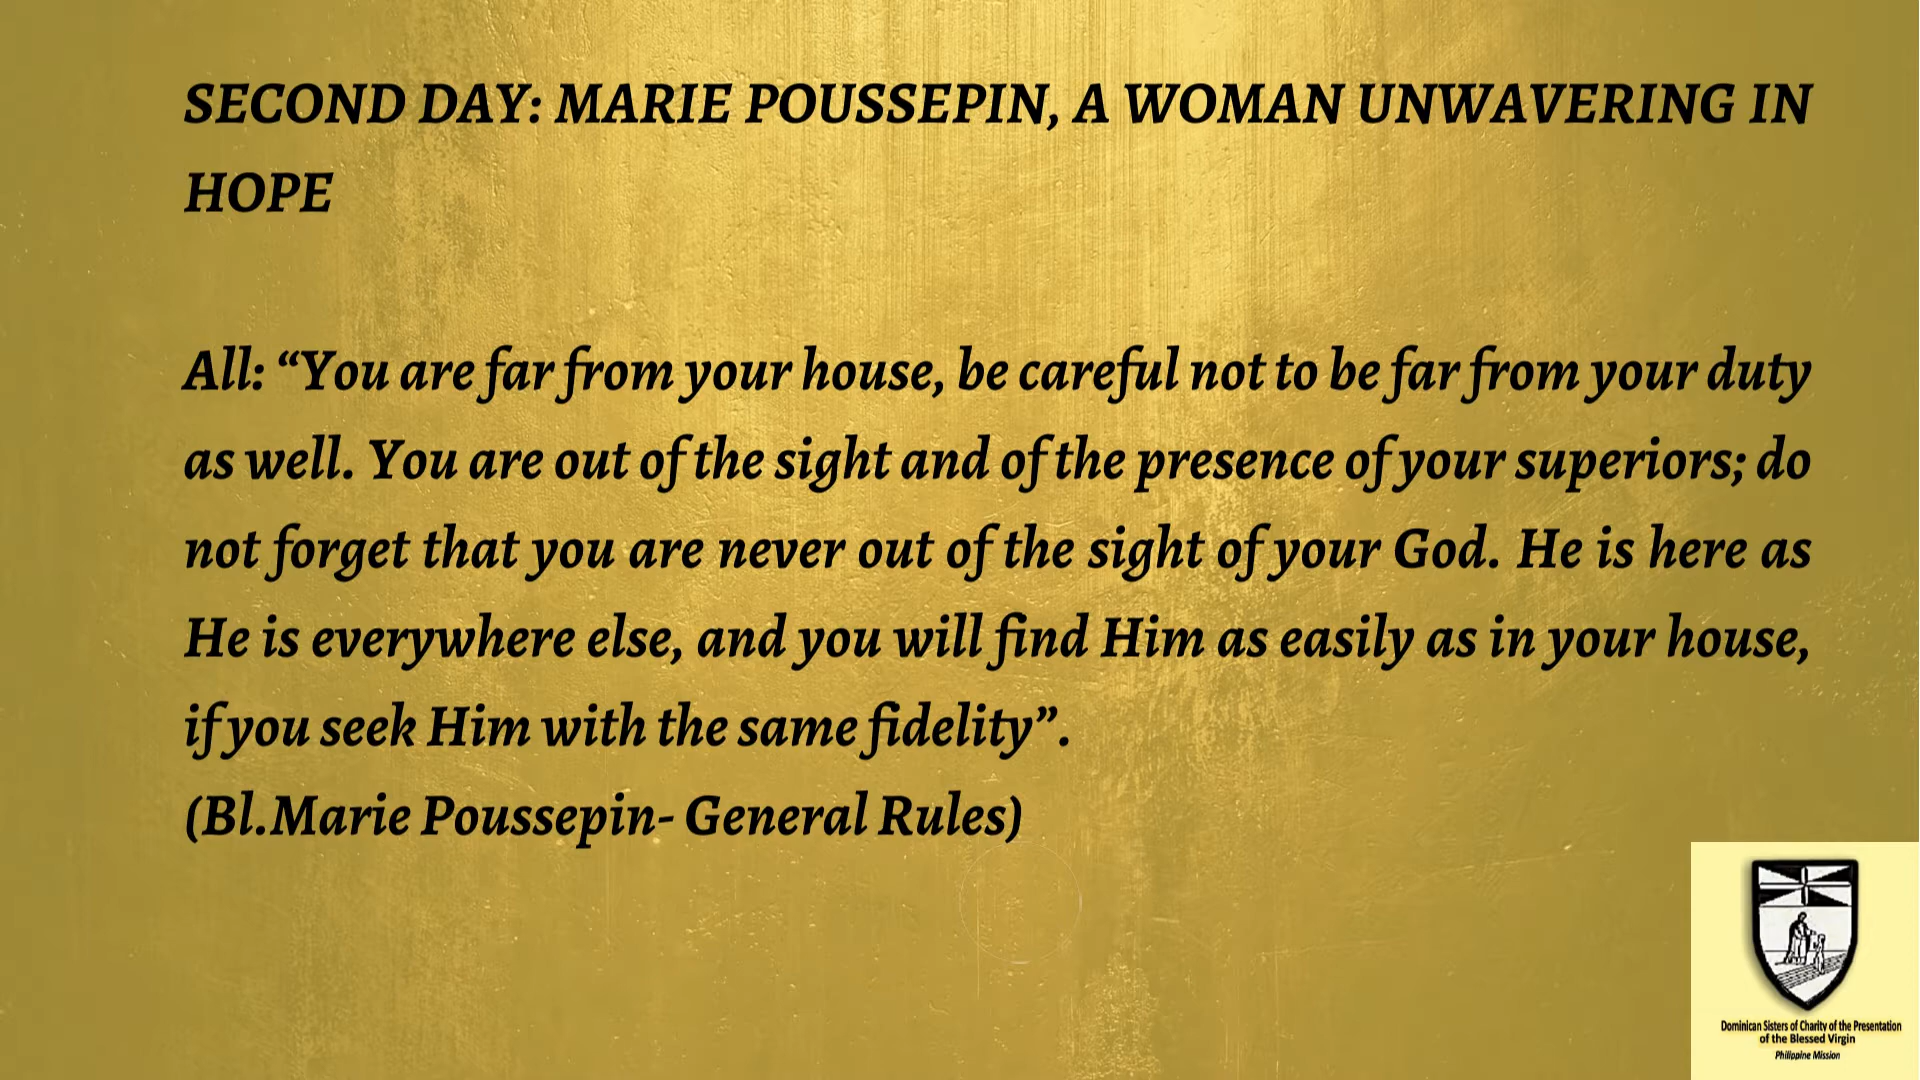 SECOND DAY: MARIE POUSSEPIN, A WOMAN UNWAVERING IN
HOPE
All: “You are far from your house, be careful not to be far from your duty
as well. You are out of the sight and of the presence of your superiors; do
not forget that you are never out of the sight of your God. He is here as
He is everywhere else, and you will find Him as easily as in your house,
if you seek Him with the same fidelity”.
(Bl.Marie Poussepin- General Rules)
Dominican Sisters of Charity of the Presentation
of the Blessed Virgin
Philippine Mission